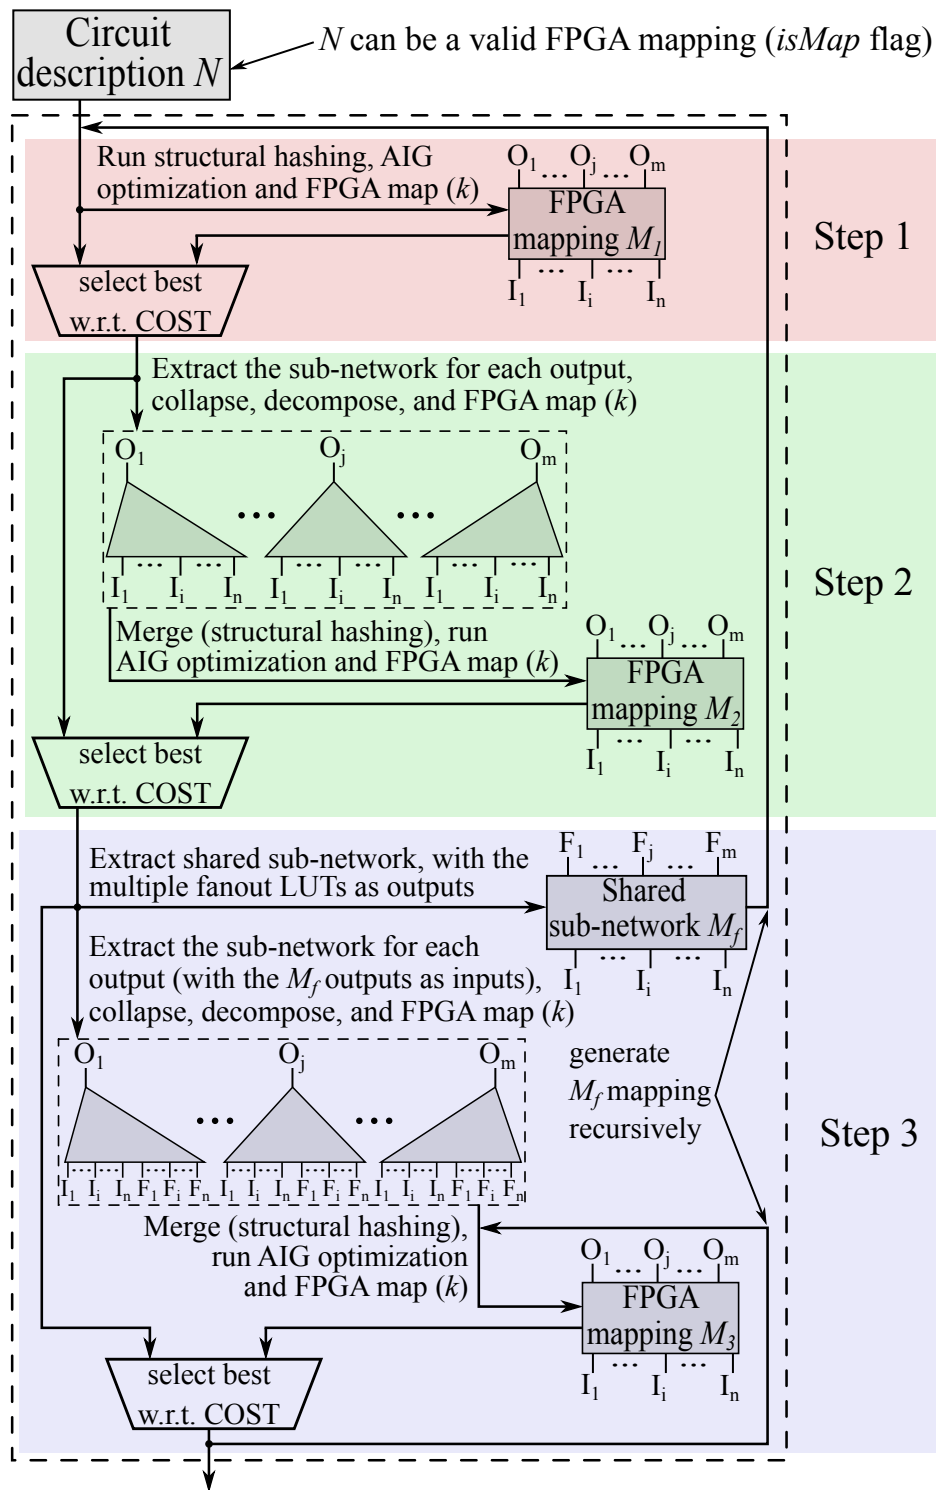 Circuit
description N
N can be a valid FPGA mapping (isMap flag)
Run structural hashing, AIG
optimization and FPGA map (k)
O1 ... Oj ... Om
FPGA
mapping M1
I1 ... Ii ... In
Step 1
select best
w.r.t. COST
Extract the sub-network for each output,
collapse, decompose, and FPGA map (k)
O1 Oj Om
... ...
I1 ... Ii ... In I1 ... Ii ... In I1 ... Ii ... In
Step 2
Merge (structural hashing), run
AIG optimization and FPGA map (k)
O1 ... Oj ... Om
FPGA
mapping M2
I1 ... Ii ... In
select best
w.r.t. COST
Extract shared sub-network, with the
multiple fanout LUTs as outputs
F1 ... Fj ... Fm
Shared
sub-network Mf
I1 ... Ii ... In
Extract the sub-network for each
output (with the Mf outputs as inputs),
collapse, decompose, and FPGA map (k)
O1 Oj Om
... ...
I1 Ii In F1 Fi Fn I1 Ii In F1 Fi Fn I1 Ii In F1 Fi Fn
generate
Mf mapping
recursively
Step 3
Merge (structural hashing),
run AIG optimization
and FPGA map (k)
O1 ... Oj ... Om
FPGA
mapping M3
I1 ... Ii ... In
select best
w.r.t. COST